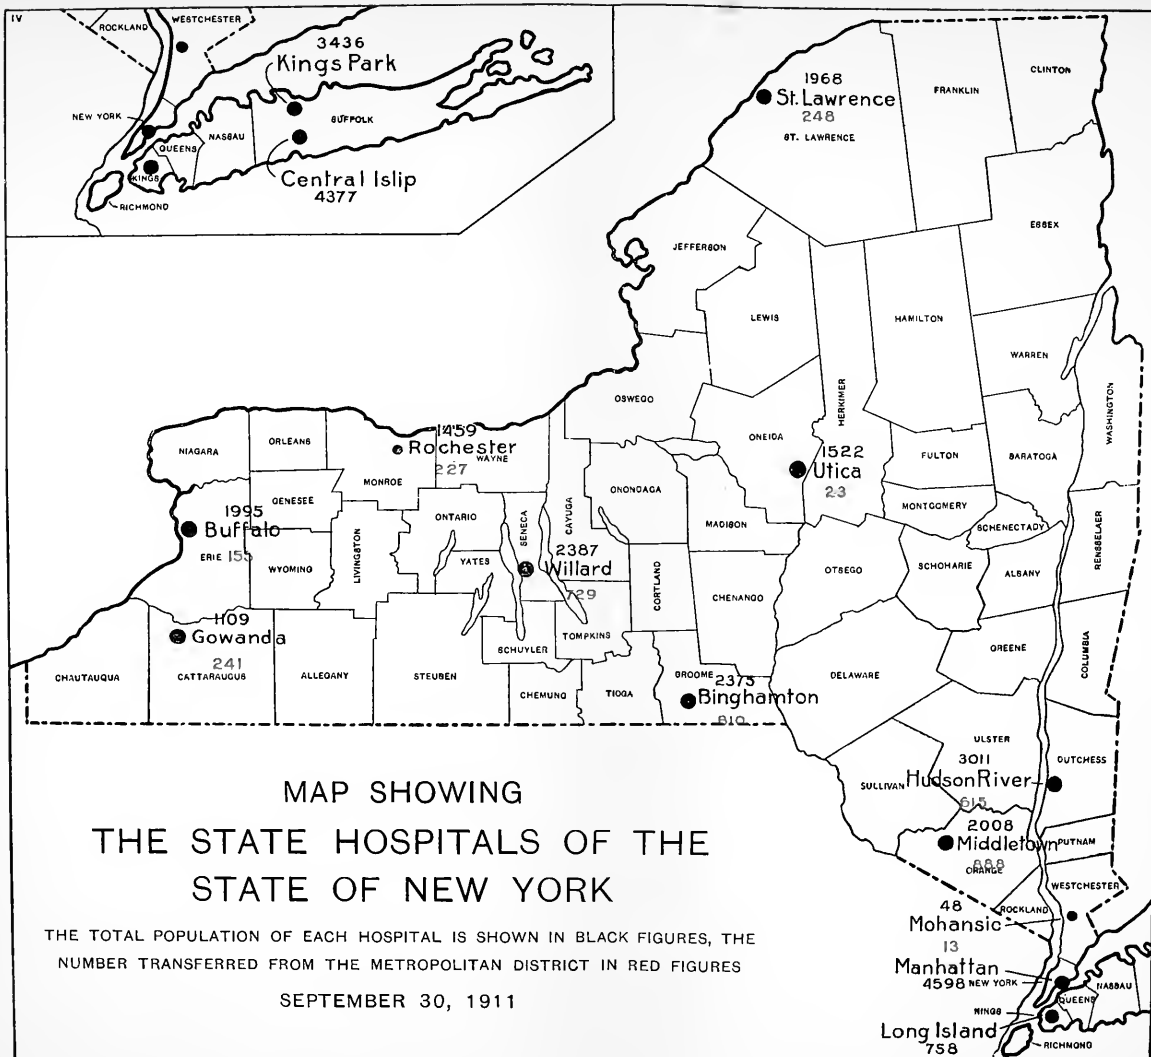 IV
ROCKLAND
WESTCHESTER
3436
Kings Park
NEW YORK
QUEENS
NASSAU
SUFFOLK
KINGS
Central Islip
4377
RICHMOND
1968
St. Lawrence
248
ST. LAWRENCE
FRANKLIN
CLINTON
ESSEX
JEFFERSON
LEWIS
HAMILTON
HERKIMER
WARREN
WASHINGTON
OSWEGO
ONEIDA
1522
Utica
23
FULTON
SARATOGA
MONTGOMERY
SCHENECTADY
RENSSELAER
NIAGARA
ORLEANS
1459
Rochester
227
WAYNE
MONROE
GENESEE
1995
Buffalo
ERIE 155
WYOMING
LIVINGSTON
ONTARIO
YATES
SENECA
CAYUGA
ONONDAGA
MADISON
2387
Willard
729
CORTLAND
CHENANGO
OTSEGO
SCHOHARIE
ALBANY
1109
Gowanda
241
CHAUTAUQUA
CATTARAUGUS
ALLEGANY
STEUBEN
SCHUYLER
TOMPKINS
CHEMUNG
TIOGA
BROOME
2375
Binghamton
810
DELAWARE
GREENE
COLUMBIA
ULSTER
SULLIVAN
3011
Hudson River
615
DUTCHESS
2008
Middletown
888
ORANGE
PUTNAM
WESTCHESTER
ROCKLAND
48
Mohansic
13
Manhattan
4598 NEW YORK
QUEENS
NASSAU
KINGS
Long Island
758
RICHMOND
MAP SHOWING
THE STATE HOSPITALS OF THE
STATE OF NEW YORK
THE TOTAL POPULATION OF EACH HOSPITAL IS SHOWN IN BLACK FIGURES, THE
NUMBER TRANSFERRED FROM THE METROPOLITAN DISTRICT IN RED FIGURES
SEPTEMBER 30, 1911